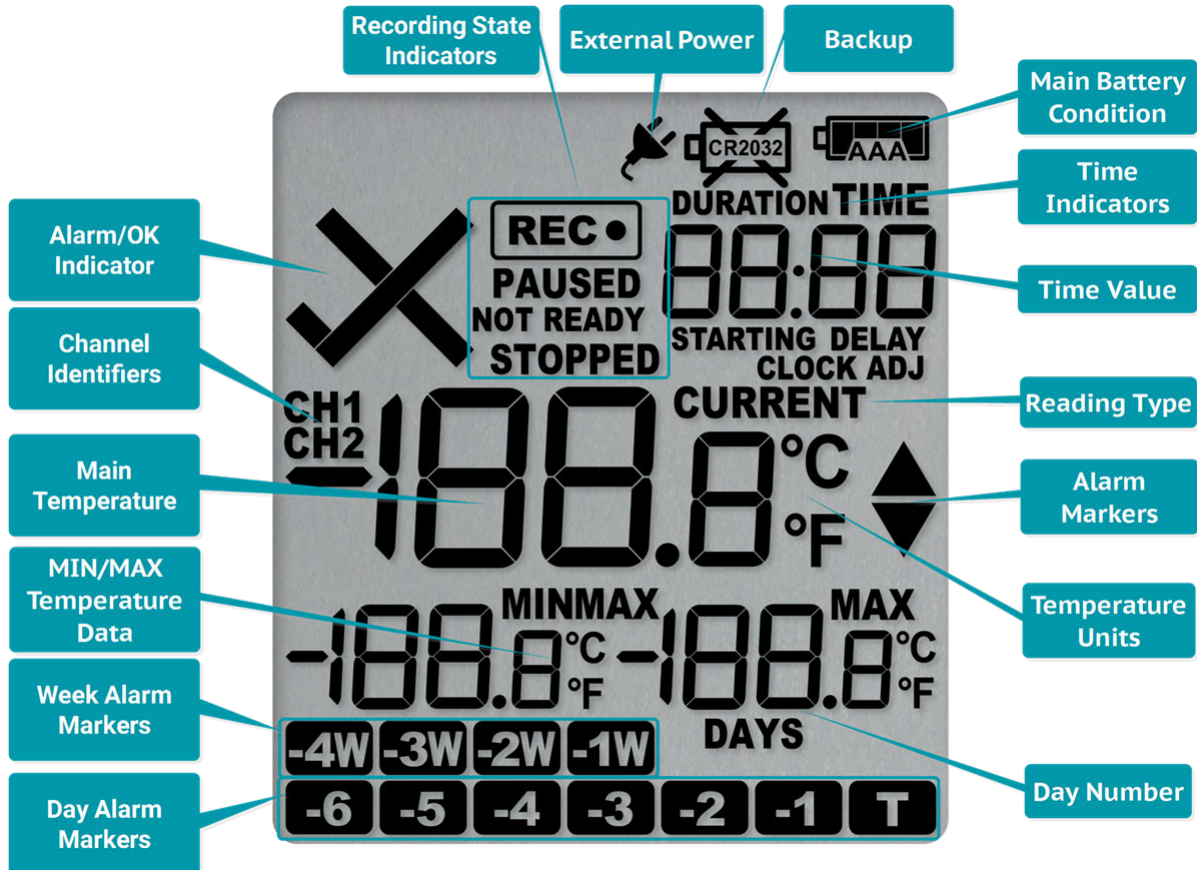 Recording State
Indicators
External Power
Backup
Main Battery
Condition
Time
Indicators
Time Value
Reading Type
Alarm
Markers
Temperature
Units
Day Number
Alarm/OK
Indicator
Channel
Identifiers
Main
Temperature
MIN/MAX
Temperature
Data
Week Alarm
Markers
Day Alarm
Markers
CR2032
AAA
DURATION TIME
REC
88:88
PAUSED
NOT READY
STOPPED
STARTING DELAY
CLOCK ADJ
CURRENT
CH1
CH2
-188.8 °C
°F
MINMAX
MAX
-188.8 °C
°F
-188.8 °C
°F
DAYS
-4W -3W -2W -1W
-6 -5 -4 -3 -2 -1 T